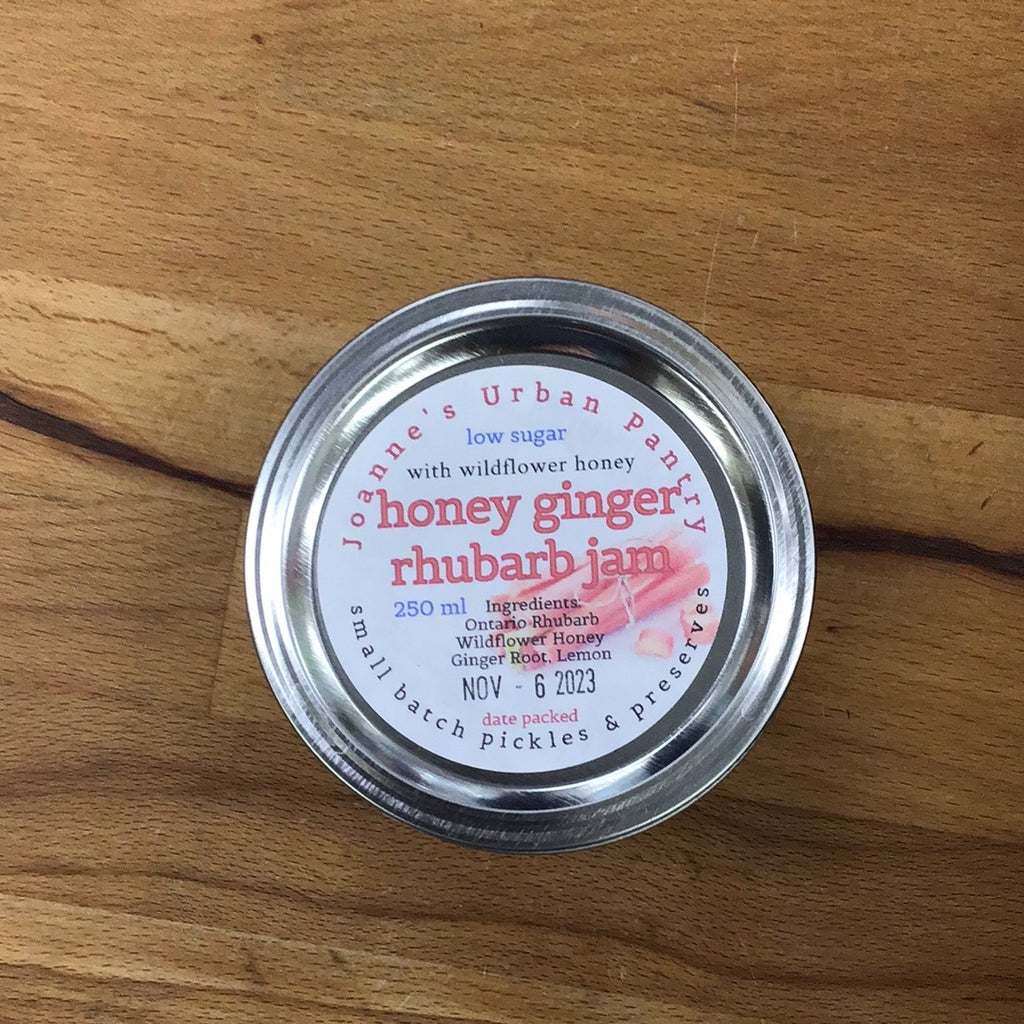 Joanne's Urban Pantry
low sugar
with wildflower honey
honey ginger
rhubarb jam
250 ml
Ingredients:
Ontario Rhubarb
Wildflower Honey
Ginger Root, Lemon
NOV - 6 2023
date packed
small batch pickles & preserves